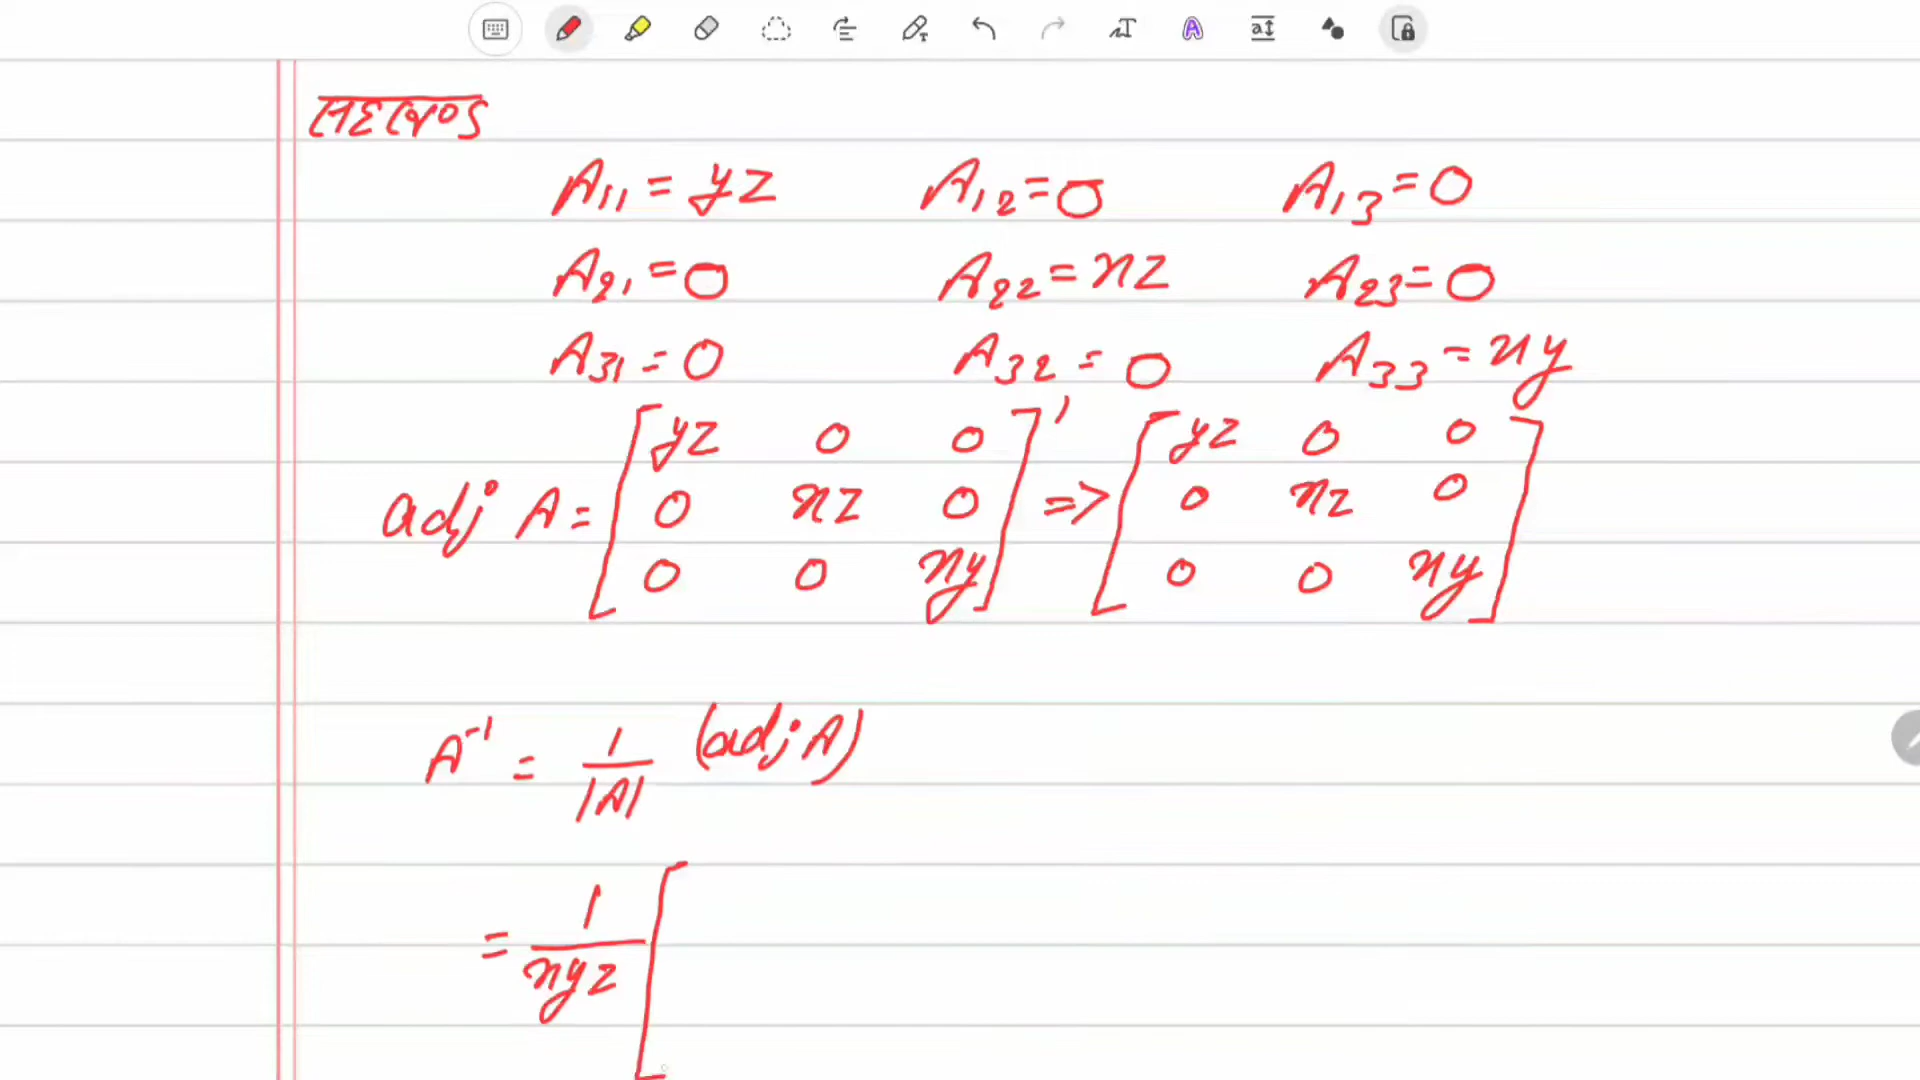 A₁₁ = yz A₁₂ = 0 A₁₃ = 0
A₂₁ = 0 A₂₂ = xz A₂₃ = 0
A₃₁ = 0 A₃₂ = 0 A₃₃ = xy
adj A = [yz 0 0 0 xz 0 0 0 xy]' => [yz 0 0 0 xz 0 0 0 xy]
A⁻¹ = 1/|A| (adj A)
= 1/xyz [